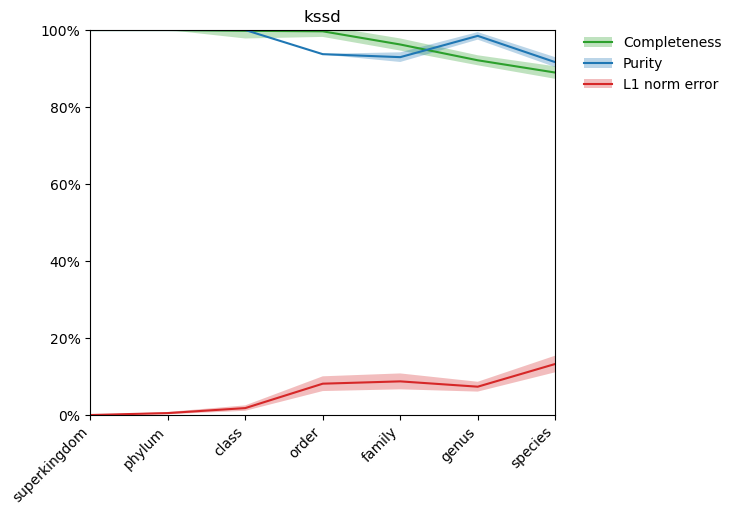 kssd
100%
80%
60%
40%
20%
0%
superkingdom
phylum
class
order
family
genus
species
Completeness
Purity
L1 norm error